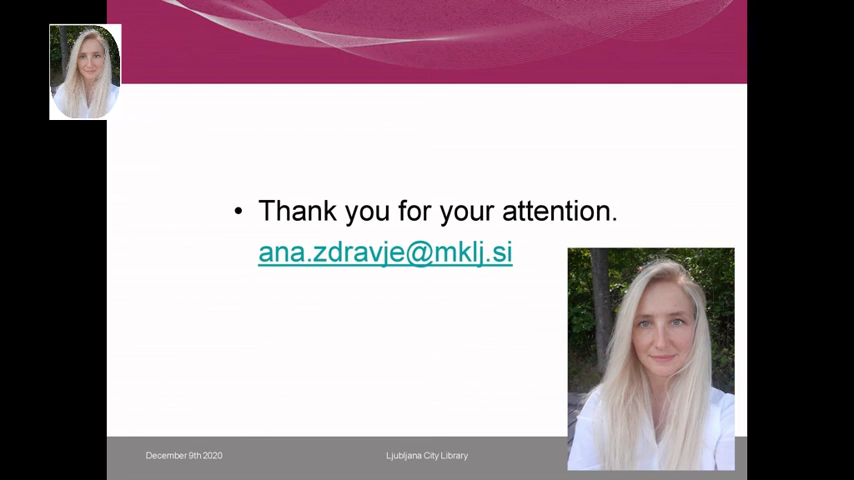 • Thank you for your attention.
ana.zdravje@mklj.si
December 9th 2020
Ljubljana City Library